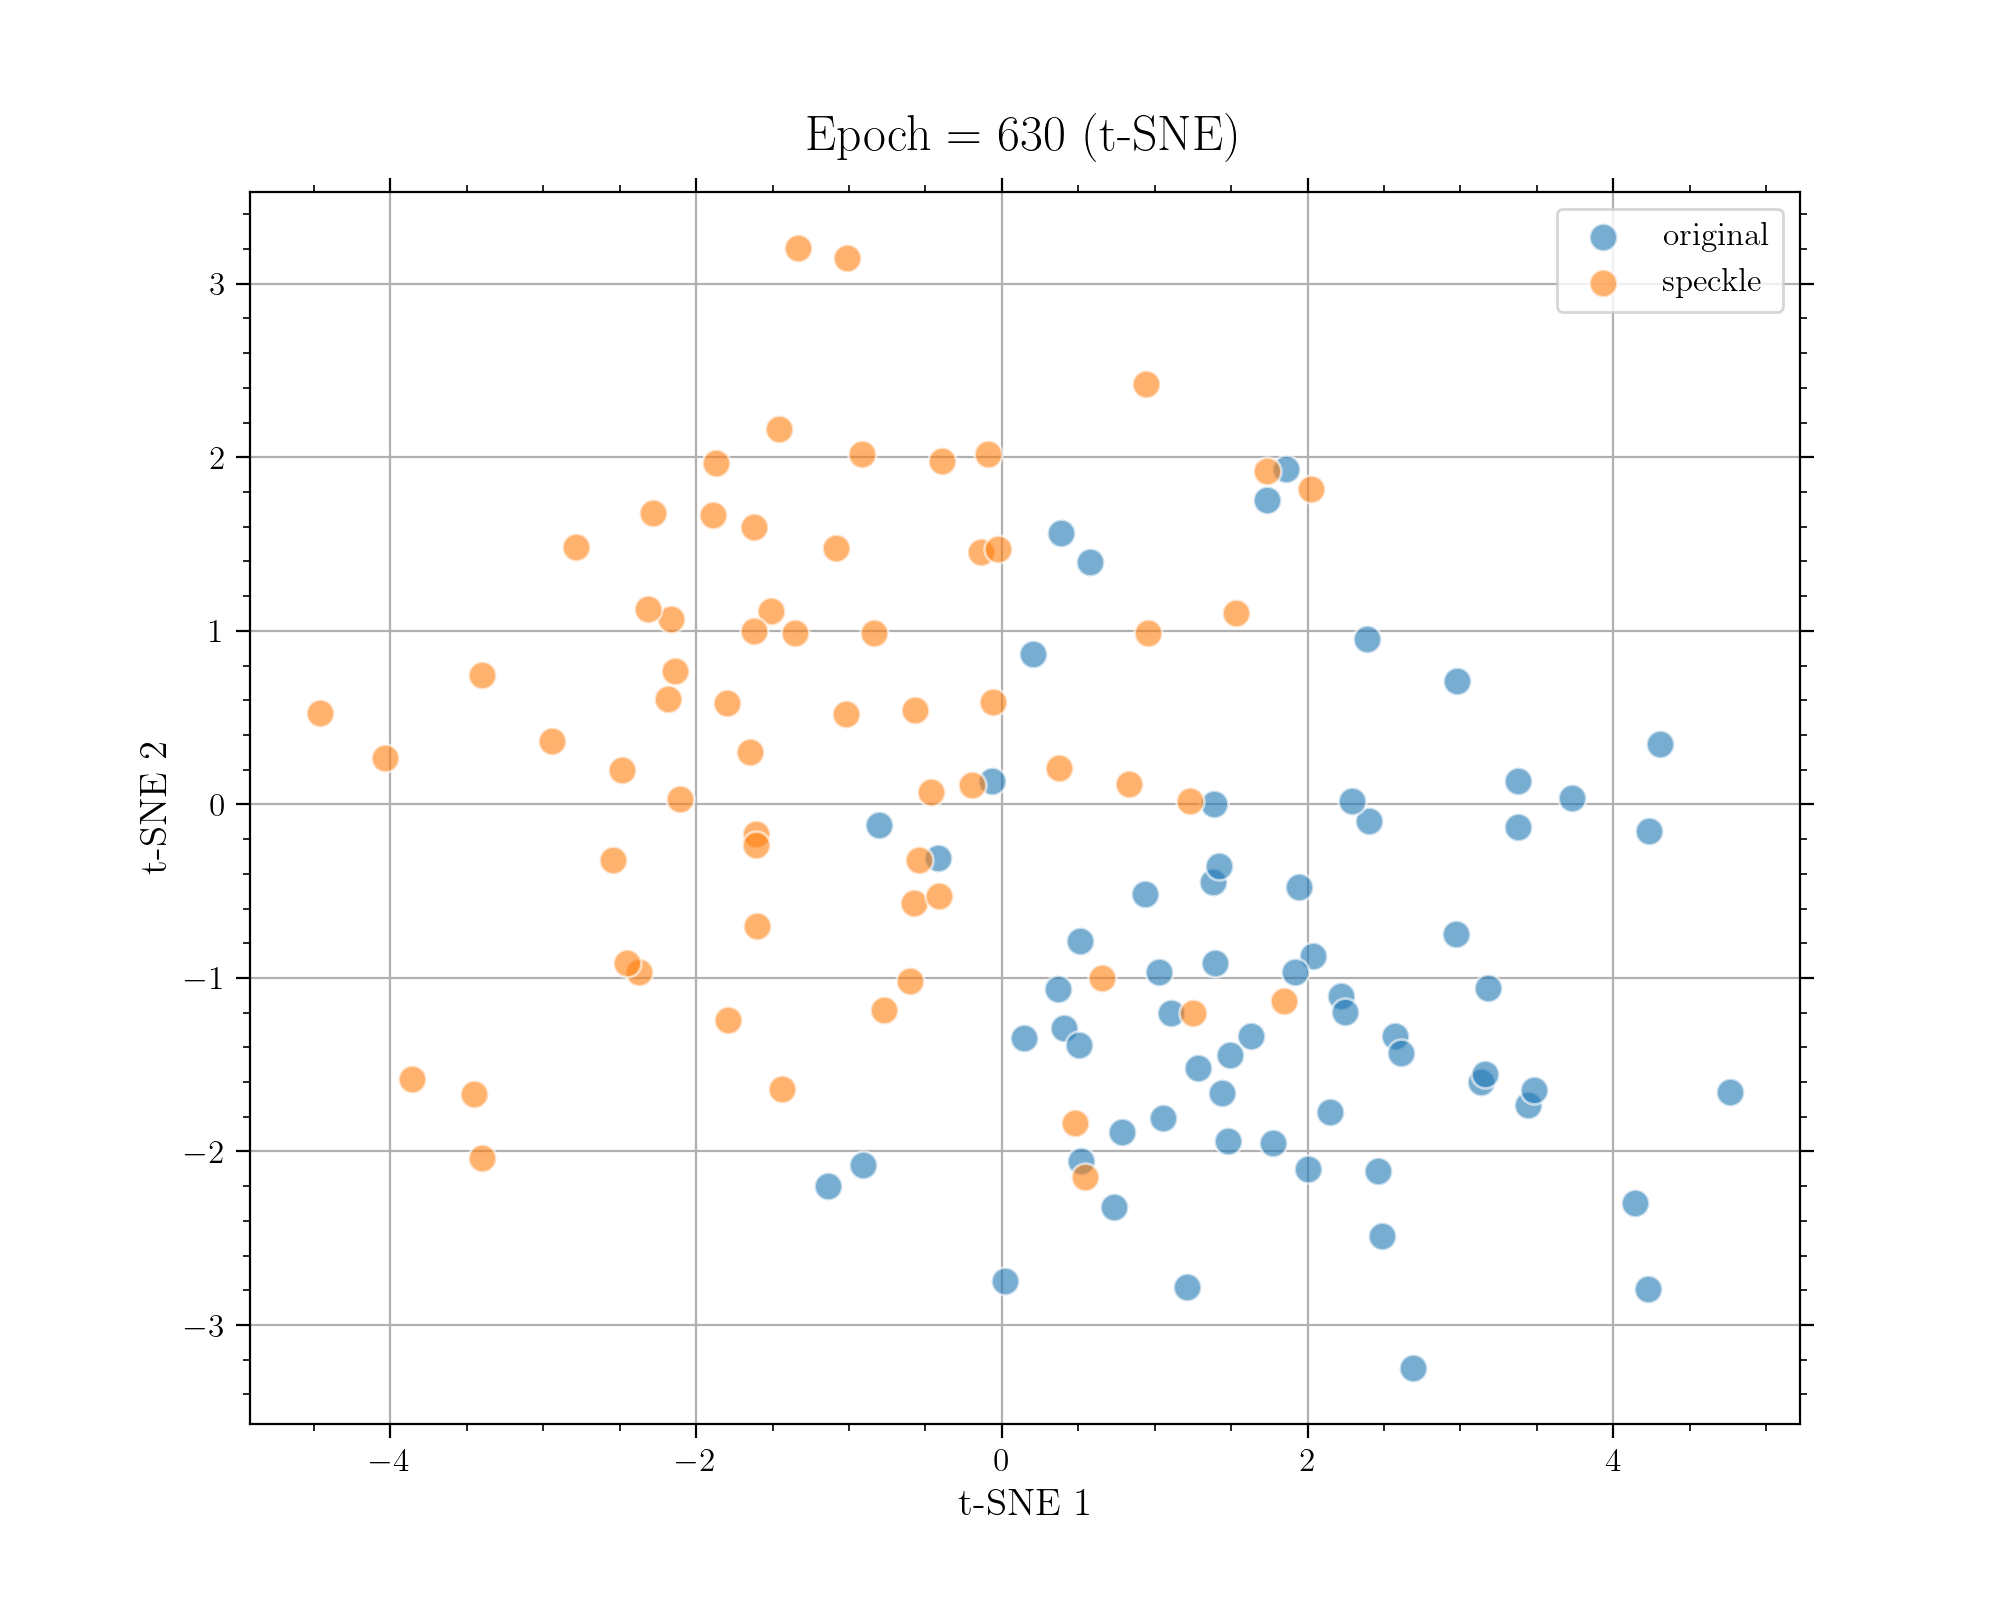 Epoch = 630 (t-SNE)
original
speckle
3
2
1
0
−1
−2
−3
t-SNE 2
−4
−2
0
2
4
t-SNE 1